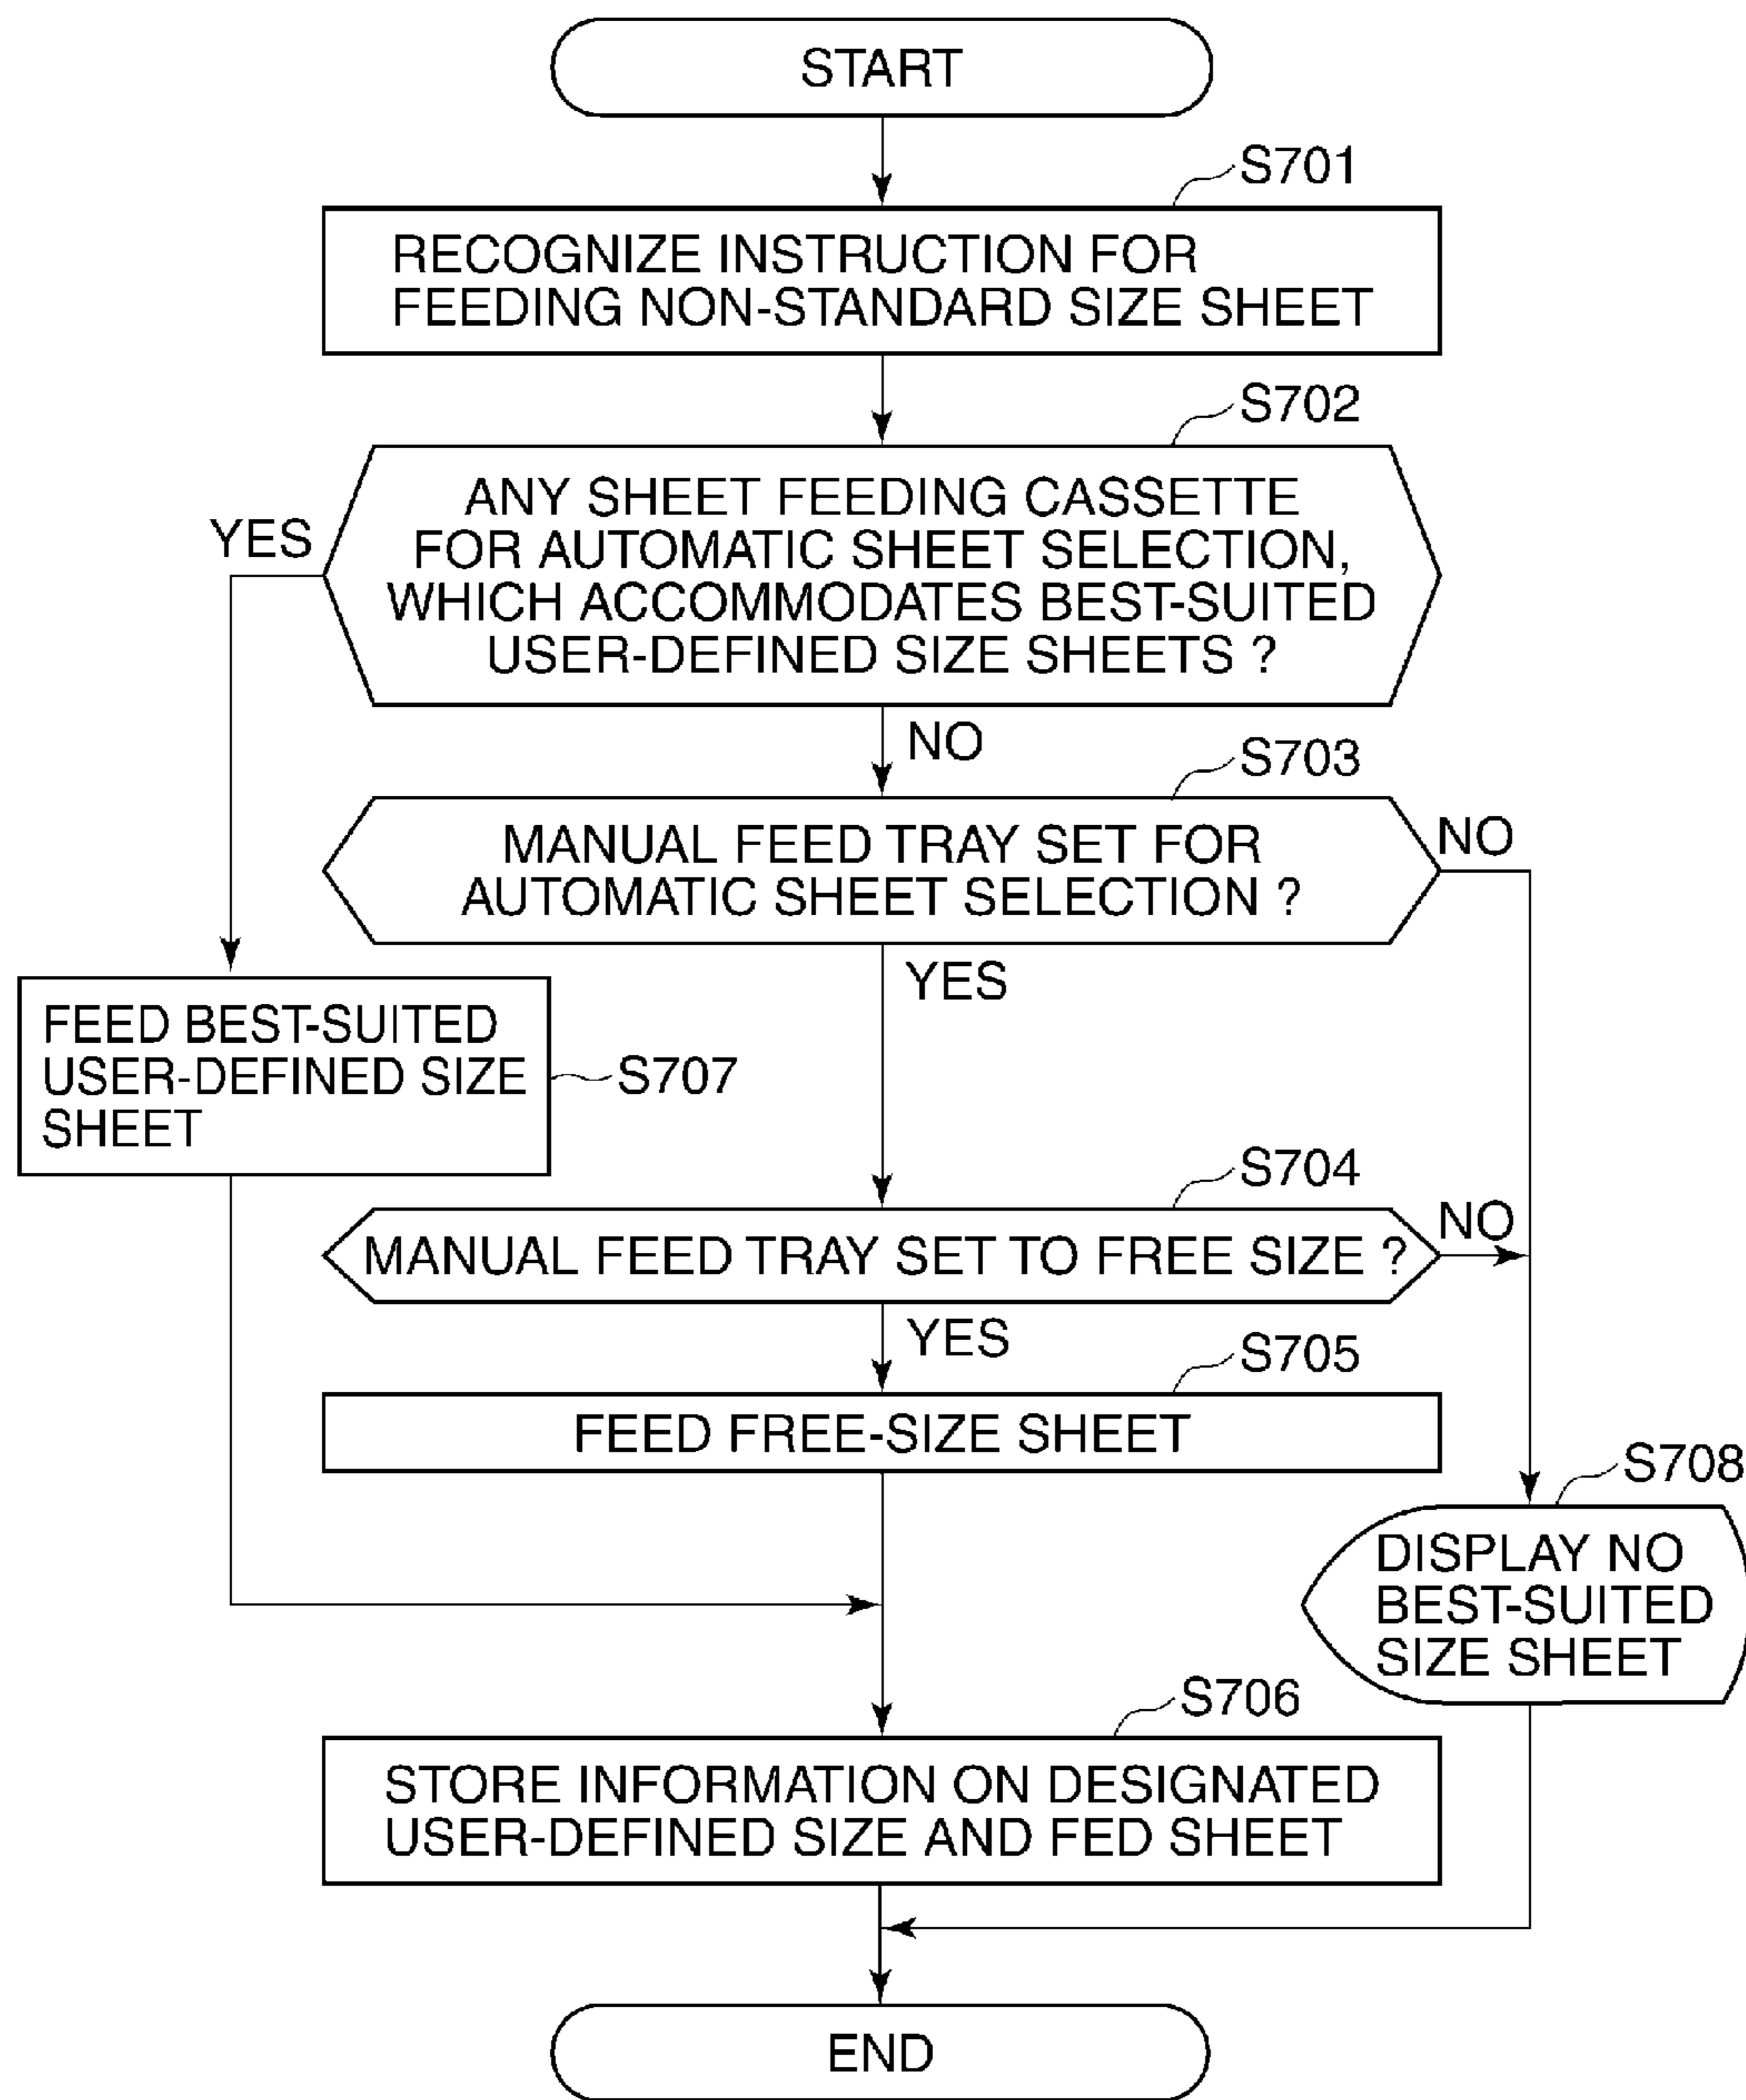 START
S701
RECOGNIZE INSTRUCTION FOR
FEEDING NON-STANDARD SIZE SHEET
S702
ANY SHEET FEEDING CASSETTE
FOR AUTOMATIC SHEET SELECTION,
WHICH ACCOMMODATES BEST-SUITED
USER-DEFINED SIZE SHEETS ?
YES
NO
S703
MANUAL FEED TRAY SET FOR
AUTOMATIC SHEET SELECTION ?
NO
YES
FEED BEST-SUITED
USER-DEFINED SIZE
SHEET
S707
S704
MANUAL FEED TRAY SET TO FREE SIZE ?
NO
YES
S705
FEED FREE-SIZE SHEET
S708
DISPLAY NO
BEST-SUITED
SIZE SHEET
S706
STORE INFORMATION ON DESIGNATED
USER-DEFINED SIZE AND FED SHEET
END